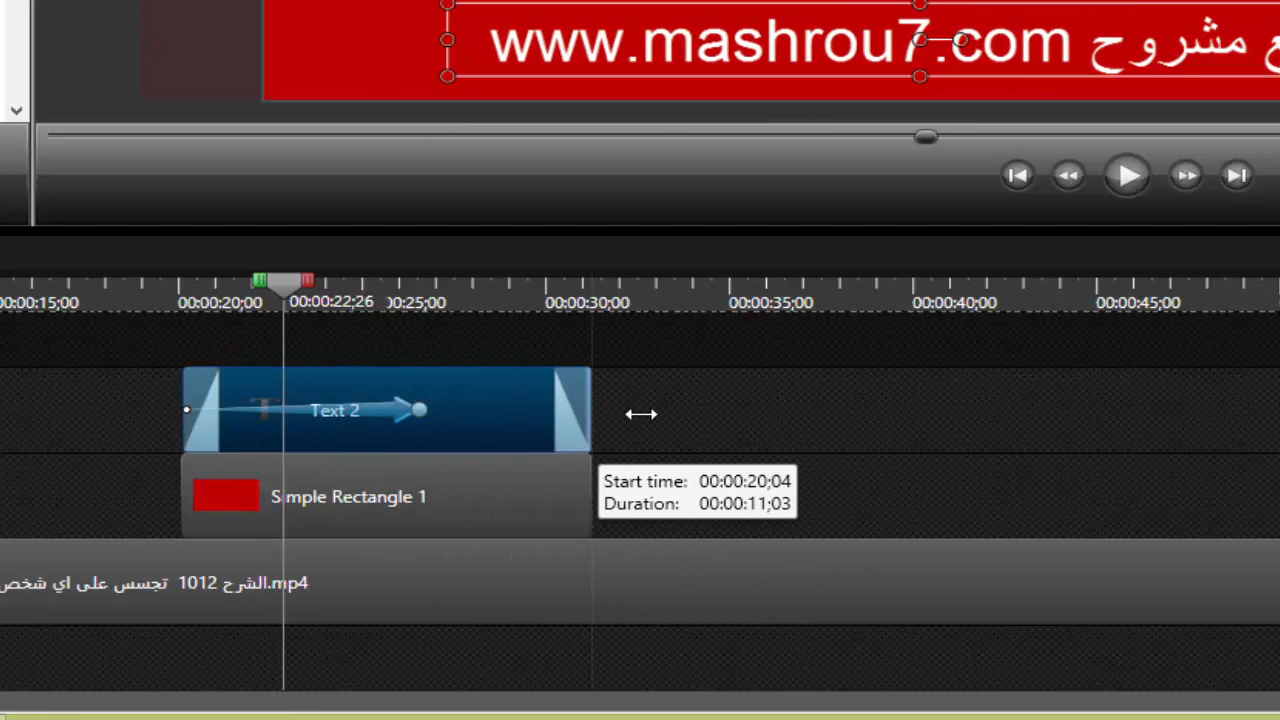 www.mashrou7.com ع مشروح
00:00:15;00 00:00:20;00 00:00:22;26 00:00:25;00 00:00:30;00 00:00:35;00 00:00:40;00 00:00:45;00
Text 2
Start time: 00:00:20;04
Duration: 00:00:11;03
Simple Rectangle 1
الشرح 1012 تجسس على اي شخص.mp4